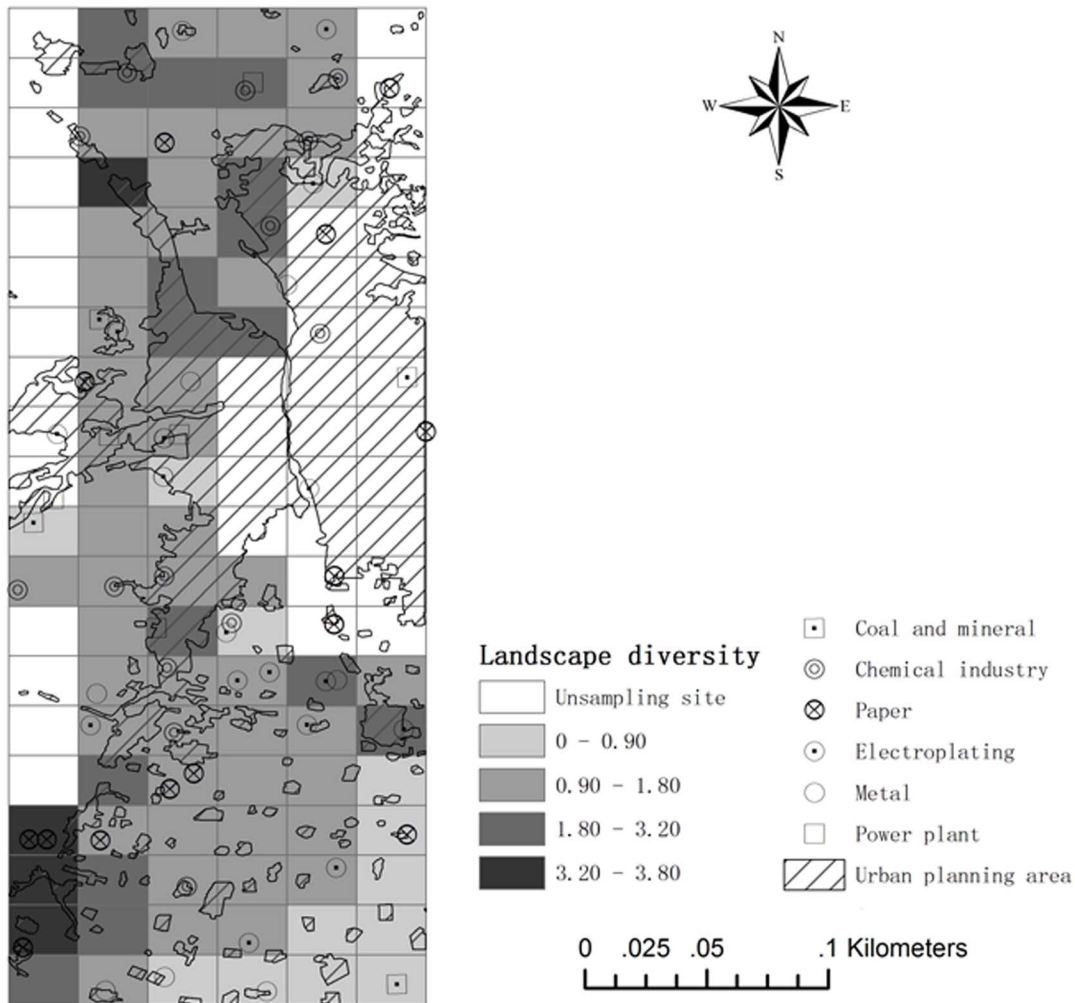 N
W E
S
Landscape diversity
Unsampling site
0 - 0.90
0.90 - 1.80
1.80 - 3.20
3.20 - 3.80
Coal and mineral
Chemical industry
Paper
Electroplating
Metal
Power plant
Urban planning area
0 .025 .05 .1 Kilometers